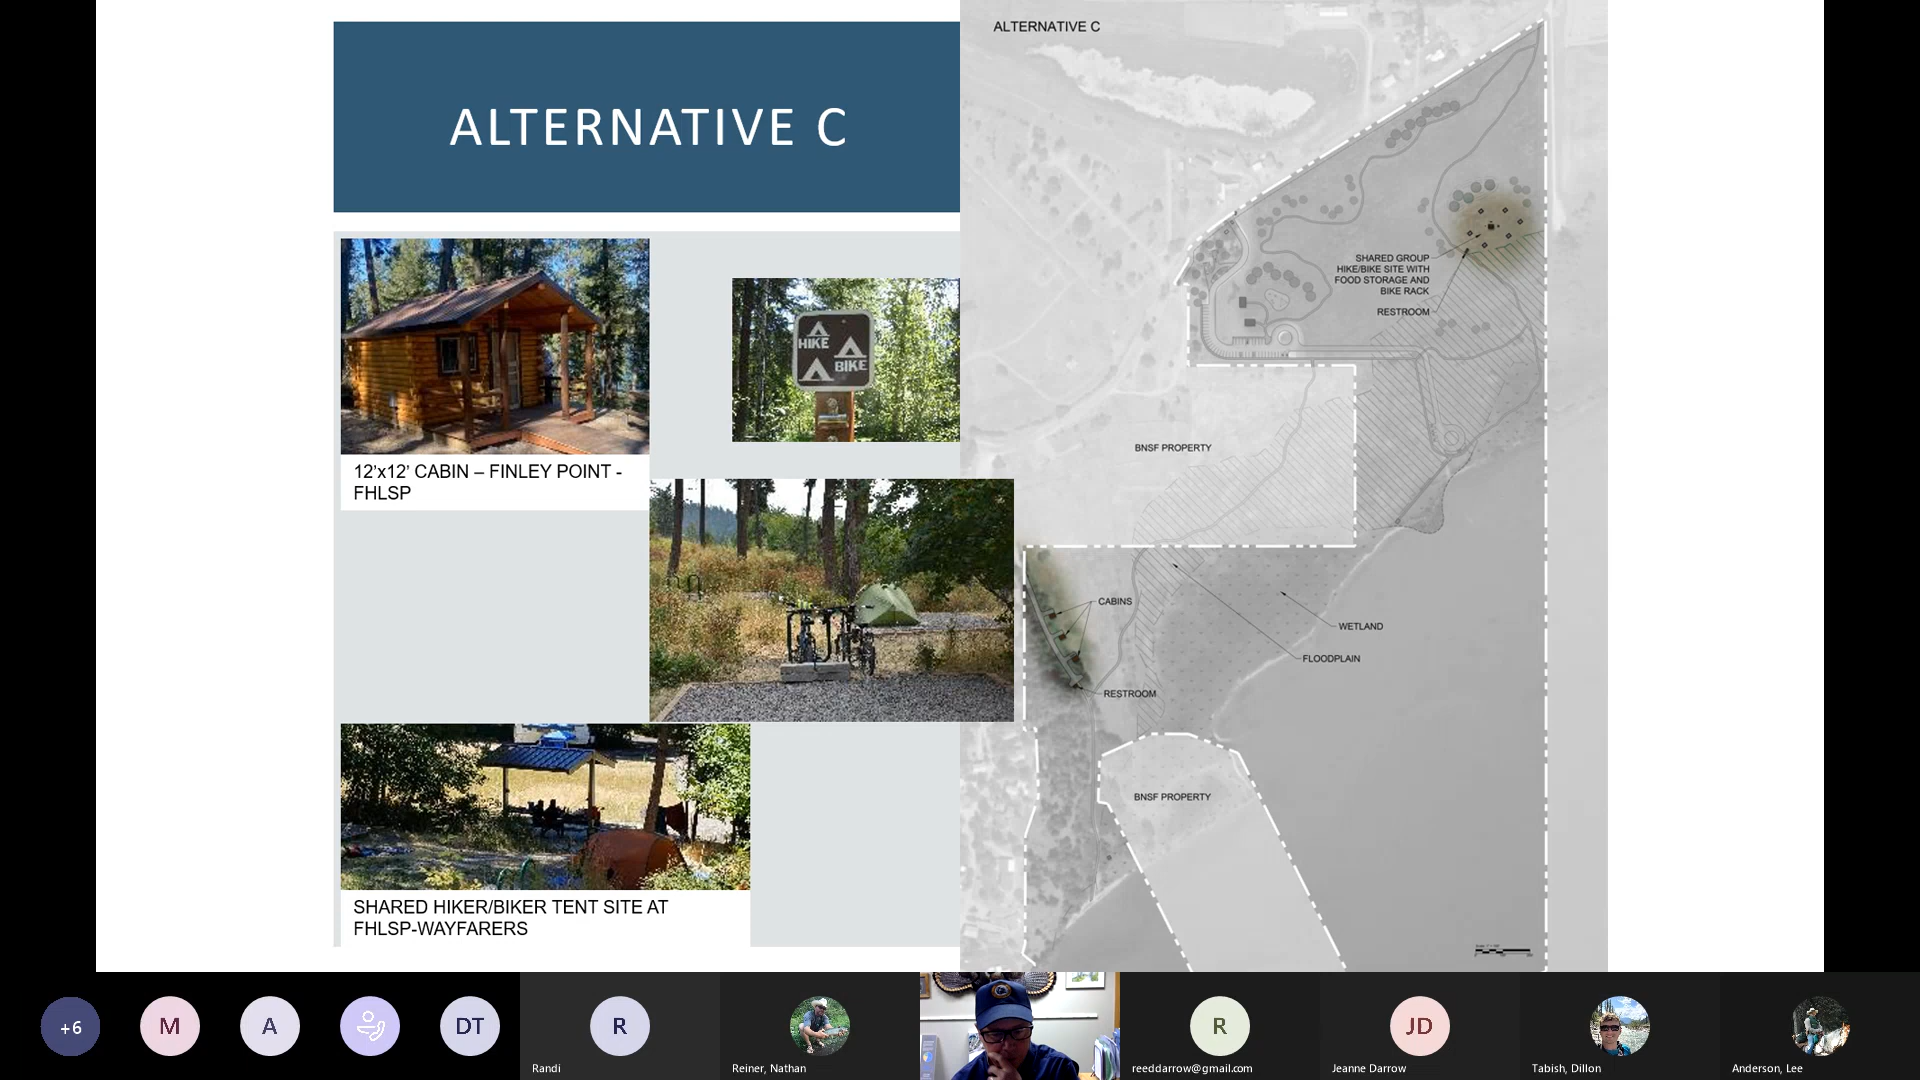 ALTERNATIVE C
HIKE
BIKE
12’x12’ CABIN – FINLEY POINT -
FHLSP
SHARED HIKER/BIKER TENT SITE AT
FHLSP-WAYFARERS
ALTERNATIVE C
SHARED GROUP
HIKE/BIKE SITE WITH
FOOD STORAGE AND
BIKE RACK
RESTROOM
BNSF PROPERTY
CABINS
WETLAND
FLOODPLAIN
RESTROOM
BNSF PROPERTY
+6
M
A
DT
R
Randi
Reiner, Nathan
R
reeddarrow@gmail.com
JD
Jeanne Darrow
Tabish, Dillon
Anderson, Lee